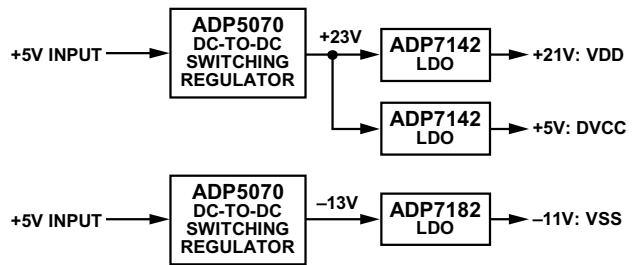 +5V INPUT
ADP5070
DC-TO-DC
SWITCHING
REGULATOR
+23V
ADP7142
LDO
+21V: VDD
ADP7142
LDO
+5V: DVCC
+5V INPUT
ADP5070
DC-TO-DC
SWITCHING
REGULATOR
–13V
ADP7182
LDO
–11V: VSS